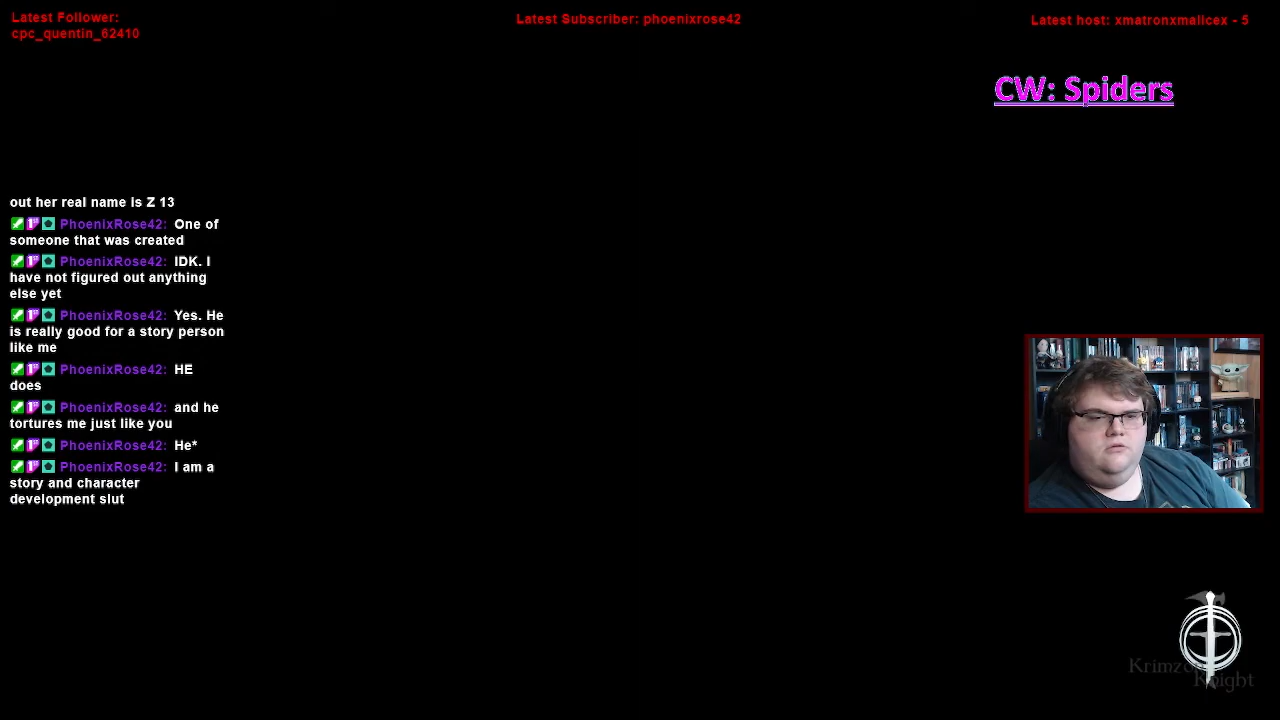 Latest Follower:
cpc_quentin_62410
Latest Subscriber: phoenixrose42
Latest host: xmatronxmalicex - 5
CW: Spiders
out her real name is Z 13
PhoenixRose42: One of
someone that was created
PhoenixRose42: IDK. I
have not figured out anything
else yet
PhoenixRose42: Yes. He
is really good for a story person
like me
PhoenixRose42: HE
does
PhoenixRose42: and he
tortures me just like you
PhoenixRose42: He*
PhoenixRose42: I am a
story and character
development slut
Knight